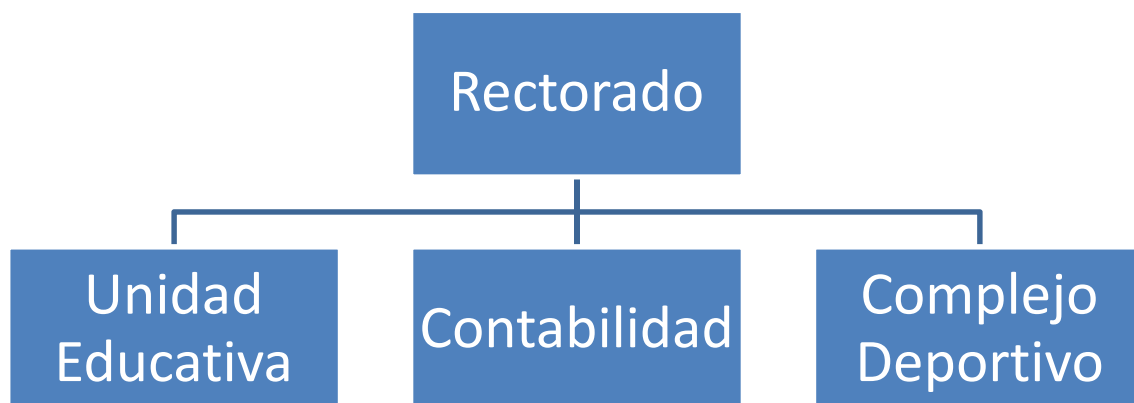 Rectorado
Unidad
Educativa
Contabilidad
Complejo
Deportivo